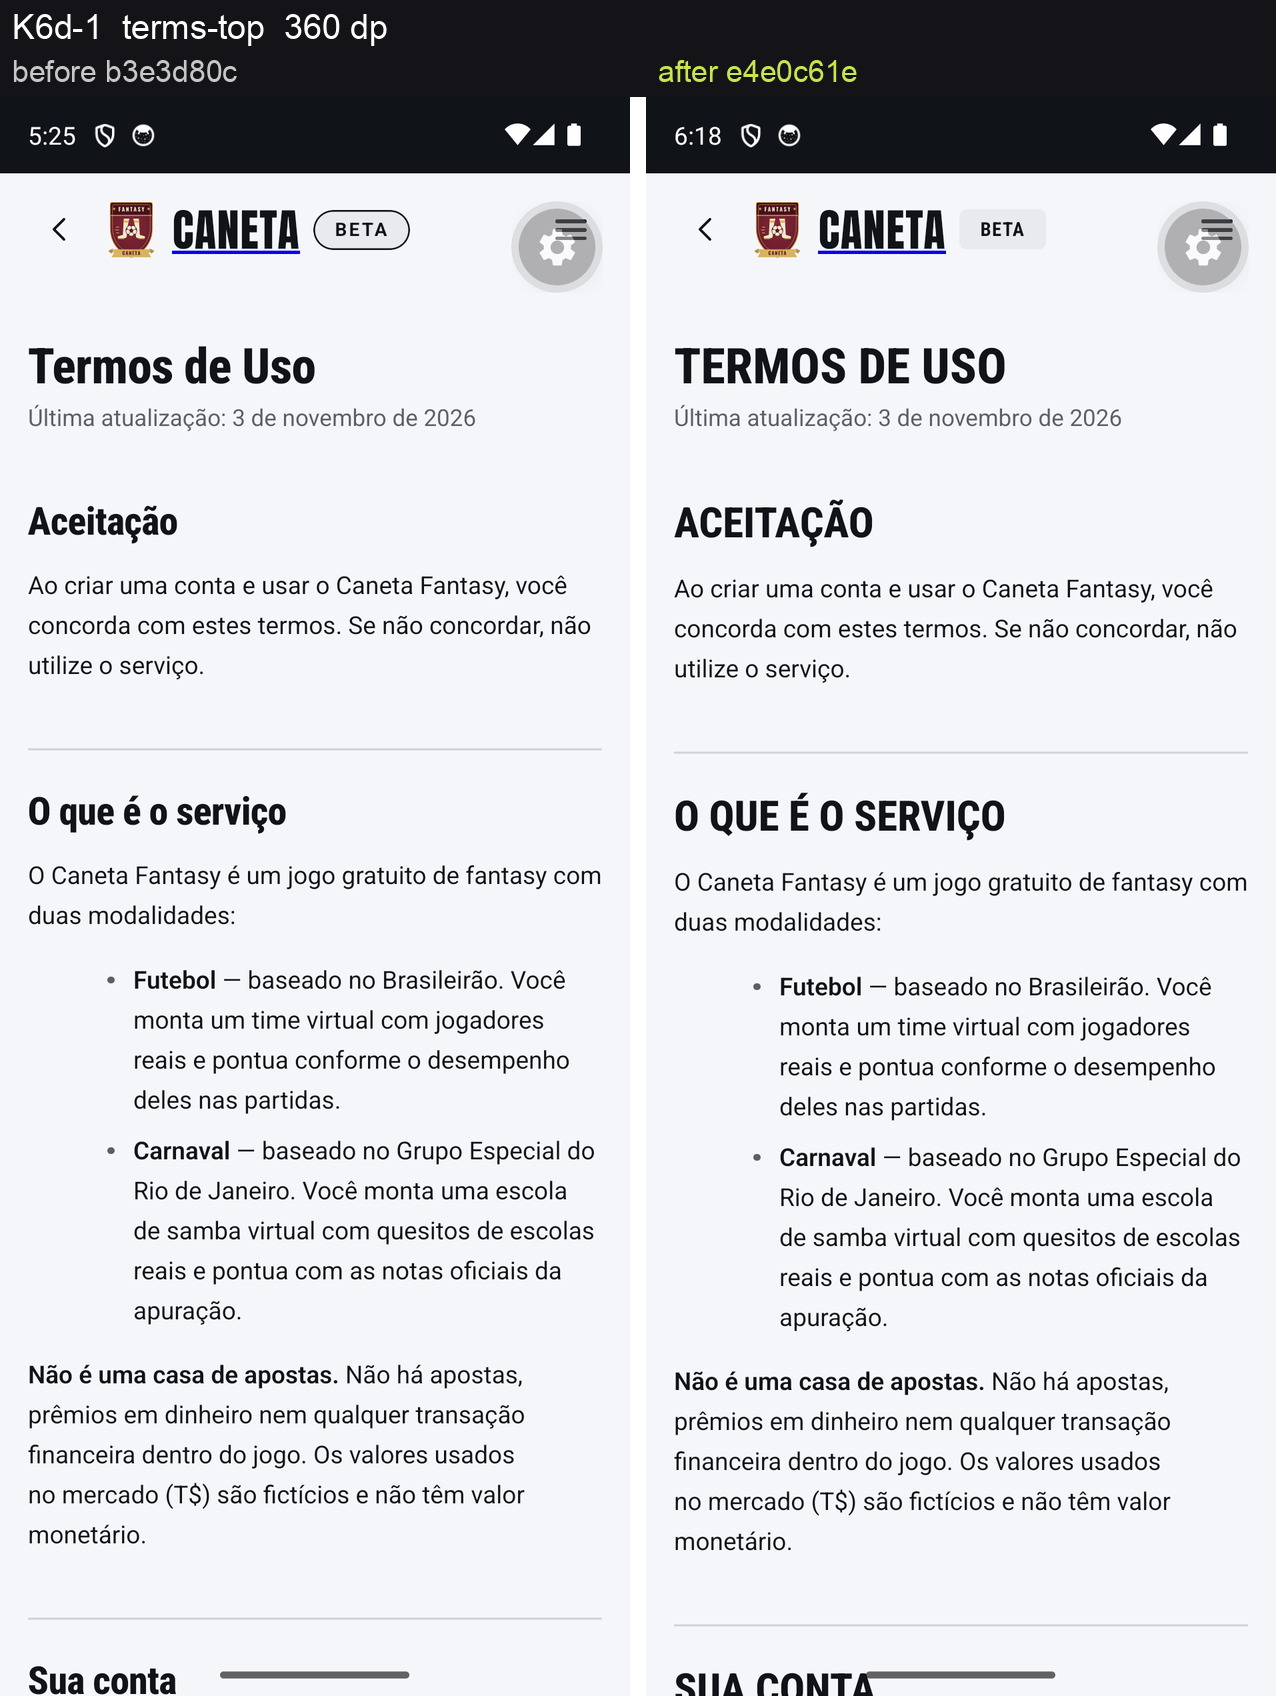 K6d-1 terms-top 360 dp
before b3e3d80c
after e4e0c61e
5:25
FANTASY
CANETA
CANETA
BETA
Termos de Uso
Última atualização: 3 de novembro de 2026
Aceitação
Ao criar uma conta e usar o Caneta Fantasy, você
concorda com estes termos. Se não concordar, não
utilize o serviço.
O que é o serviço
O Caneta Fantasy é um jogo gratuito de fantasy com
duas modalidades:
• Futebol — baseado no Brasileirão. Você
monta um time virtual com jogadores
reais e pontua conforme o desempenho
deles nas partidas.
• Carnaval — baseado no Grupo Especial do
Rio de Janeiro. Você monta uma escola
de samba virtual com quesitos de escolas
reais e pontua com as notas oficiais da
apuração.
Não é uma casa de apostas. Não há apostas,
prêmios em dinheiro nem qualquer transação
financeira dentro do jogo. Os valores usados
no mercado (T$) são fictícios e não têm valor
monetário.
Sua conta
6:18
FANTASY
CANETA
CANETA
BETA
TERMOS DE USO
Última atualização: 3 de novembro de 2026
ACEITAÇÃO
Ao criar uma conta e usar o Caneta Fantasy, você
concorda com estes termos. Se não concordar, não
utilize o serviço.
O QUE É O SERVIÇO
O Caneta Fantasy é um jogo gratuito de fantasy com
duas modalidades:
• Futebol — baseado no Brasileirão. Você
monta um time virtual com jogadores
reais e pontua conforme o desempenho
deles nas partidas.
• Carnaval — baseado no Grupo Especial do
Rio de Janeiro. Você monta uma escola
de samba virtual com quesitos de escolas
reais e pontua com as notas oficiais da
apuração.
Não é uma casa de apostas. Não há apostas,
prêmios em dinheiro nem qualquer transação
financeira dentro do jogo. Os valores usados
no mercado (T$) são fictícios e não têm valor
monetário.
SUA CONTA